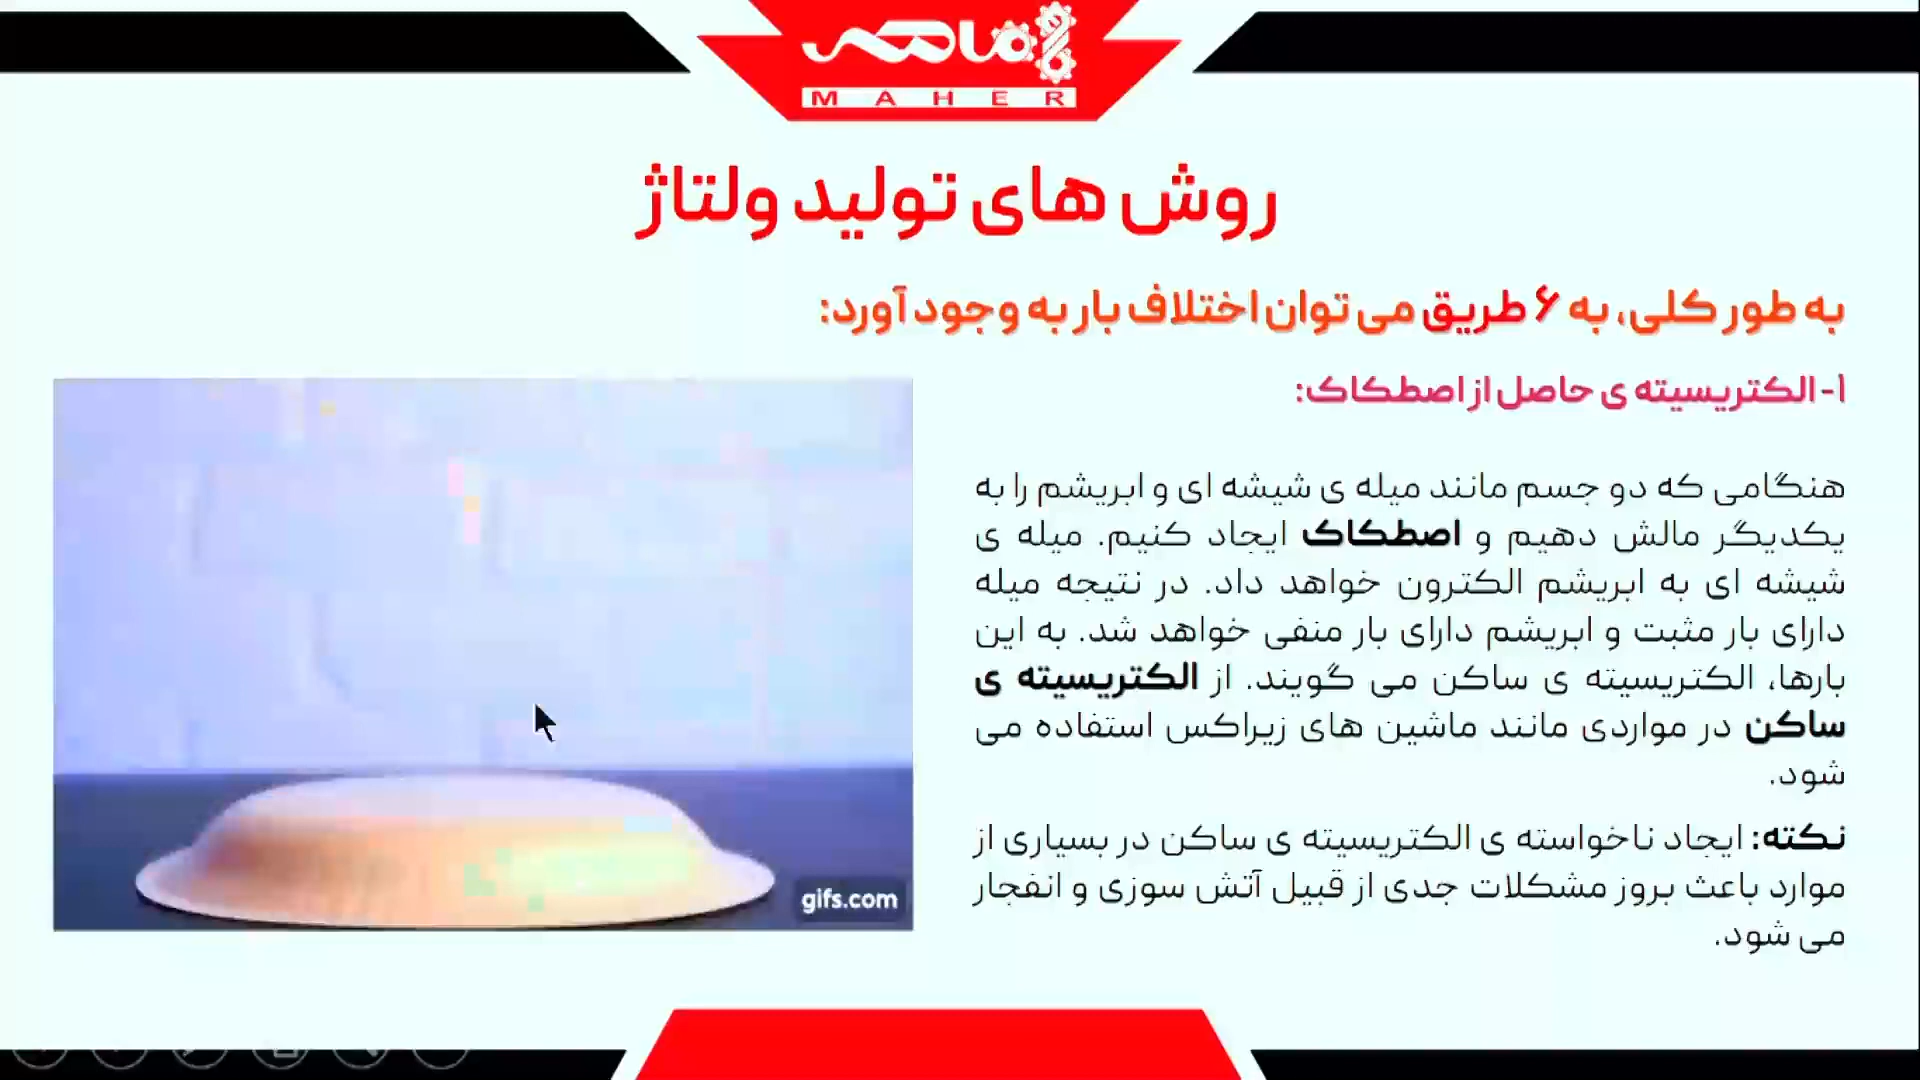 ماهر
MAHER
روش های تولید ولتاژ
به طور کلی، به ۶ طریق می توان اختلاف بار به وجود آورد:
۱- الکتریسیته ی حاصل از اصطکاک:
هنگامی که دو جسم مانند میله ی شیشه ای و ابریشم را به
یکدیگر مالش دهیم و اصطکاک ایجاد کنیم. میله ی
شیشه ای به ابریشم الکترون خواهد داد. در نتیجه میله
دارای بار مثبت و ابریشم دارای بار منفی خواهد شد. به این
بارها، الکتریسیته ی ساکن می گویند. از الکتریسیته ی
ساکن در مواردی مانند ماشین های زیراکس استفاده می
شود.
نکته: ایجاد ناخواسته ی الکتریسیته ی ساکن در بسیاری از
موارد باعث بروز مشکلات جدی از قبیل آتش سوزی و انفجار
می شود.
gifs.com